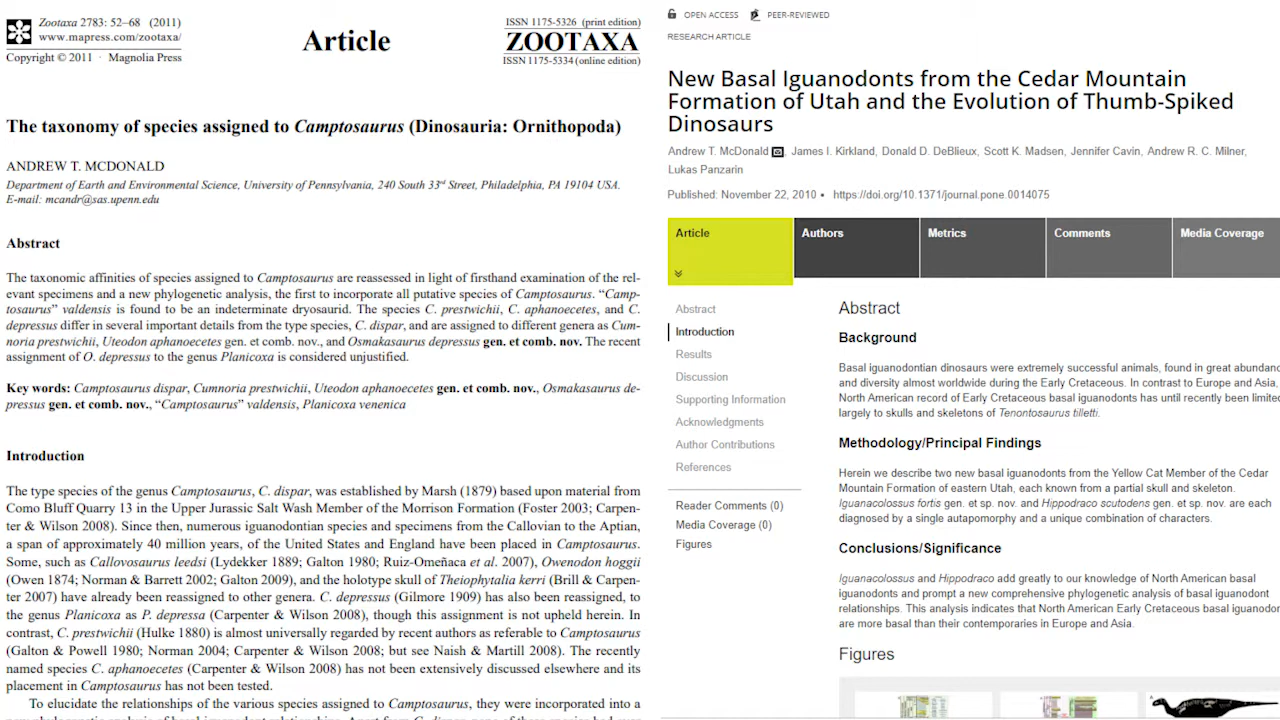 Zootaxa 2783: 52–68 (2011)
www.mapress.com/zootaxa/
Copyright © 2011 · Magnolia Press
Article
ISSN 1175-5326 (print edition)
ZOOTAXA
ISSN 1175-5334 (online edition)
The taxonomy of species assigned to Camptosaurus (Dinosauria: Ornithopoda)
ANDREW T. MCDONALD
Department of Earth and Environmental Science, University of Pennsylvania, 240 South 33rd Street, Philadelphia, PA 19104 USA.
E-mail: mcandr@sas.upenn.edu
Abstract
The taxonomic affinities of species assigned to Camptosaurus are reassessed in light of firsthand examination of the rel-
evant specimens and a new phylogenetic analysis, the first to incorporate all putative species of Camptosaurus. “Camp-
tosaurus” valdensis is found to be an indeterminate dryosaurid. The species C. prestwichii, C. aphanoecetes, and C.
depressus differ in several important details from the type species, C. dispar, and are assigned to different genera as Cum-
noria prestwichii, Uteodon aphanoecetes gen. et comb. nov., and Osmakasaurus depressus gen. et comb. nov. The recent
assignment of O. depressus to the genus Planicoxa is considered unjustified.
Key words: Camptosaurus dispar, Cumnoria prestwichii, Uteodon aphanoecetes gen. et comb. nov., Osmakasaurus de-
pressus gen. et comb. nov., “Camptosaurus” valdensis, Planicoxa venenica
Introduction
The type species of the genus Camptosaurus, C. dispar, was established by Marsh (1879) based upon material from
Como Bluff Quarry 13 in the Upper Jurassic Salt Wash Member of the Morrison Formation (Foster 2003; Carpen-
ter & Wilson 2008). Since then, numerous iguanodontian species and specimens from the Callovian to the Aptian,
a span of approximately 40 million years, of the United States and England have been placed in Camptosaurus.
Some, such as Callovosaurus leedsi (Lydekker 1889; Galton 1980; Ruiz-Omeñaca et al. 2007), Owenodon hoggii
(Owen 1874; Norman & Barrett 2002; Galton 2009), and the holotype skull of Theiophytalia kerri (Brill & Carpen-
ter 2007) have already been reassigned to other genera. C. depressus (Gilmore 1909) has also been reassigned, to
the genus Planicoxa as P. depressa (Carpenter & Wilson 2008), though this assignment is not upheld herein. In
contrast, C. prestwichii (Hulke 1880) is almost universally regarded by recent authors as referable to Camptosaurus
(Galton & Powell 1980; Norman 2004; Carpenter & Wilson 2008; but see Naish & Martill 2008). The recently
named species C. aphanoecetes (Carpenter & Wilson 2008) has not been extensively discussed elsewhere and its
placement in Camptosaurus has not been tested.
To elucidate the relationships of the various species assigned to Camptosaurus, they were incorporated into a
OPEN ACCESS PEER-REVIEWED
RESEARCH ARTICLE
New Basal Iguanodonts from the Cedar Mountain
Formation of Utah and the Evolution of Thumb-Spiked
Dinosaurs
Andrew T. McDonald, James I. Kirkland, Donald D. DeBlieux, Scott K. Madsen, Jennifer Cavin, Andrew R. C. Milner,
Lukas Panzarin
Published: November 22, 2010 • https://doi.org/10.1371/journal.pone.0014075
Article
Authors
Metrics
Comments
Media Coverage
Abstract
Introduction
Results
Discussion
Supporting Information
Acknowledgments
Author Contributions
References
Reader Comments (0)
Media Coverage (0)
Figures
Abstract
Background
Basal iguanodontian dinosaurs were extremely successful animals, found in great abundanc
and diversity almost worldwide during the Early Cretaceous. In contrast to Europe and Asia,
North American record of Early Cretaceous basal iguanodonts has until recently been limited
largely to skulls and skeletons of Tenontosaurus tilletti.
Methodology/Principal Findings
Herein we describe two new basal iguanodonts from the Yellow Cat Member of the Cedar
Mountain Formation of eastern Utah, each known from a partial skull and skeleton.
Iguanacolossus fortis gen. et sp. nov. and Hippodraco scutodens gen. et sp. nov. are each
diagnosed by a single autapomorphy and a unique combination of characters.
Conclusions/Significance
Iguanacolossus and Hippodraco add greatly to our knowledge of North American basal
iguanodonts and prompt a new comprehensive phylogenetic analysis of basal iguanodont
relationships. This analysis indicates that North American Early Cretaceous basal iguanodon
are more basal than their contemporaries in Europe and Asia.
Figures